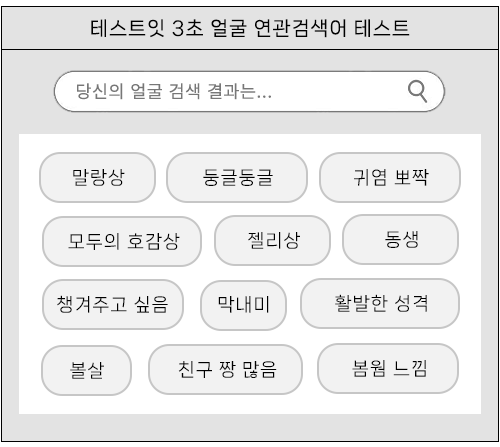 테스트잇 3초 얼굴 연관검색어 테스트
당신의 얼굴 검색 결과는...
말랑상 둥글둥글 귀염 뽀짝
모두의 호감상 젤리상 동생
챙겨주고 싶음 막내미 활발한 성격
볼살 친구 짱 많음 봄웜 느낌